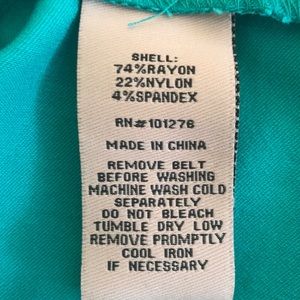 SHELL:
74%RAYON
22%NYLON
4%SPANDEX
RN#101276
MADE IN CHINA
REMOVE BELT
BEFORE WASHING
MACHINE WASH COLD
SEPARATELY
DO NOT BLEACH
TUMBLE DRY LOW
REMOVE PROMPTLY
COOL IRON
IF NECESSARY